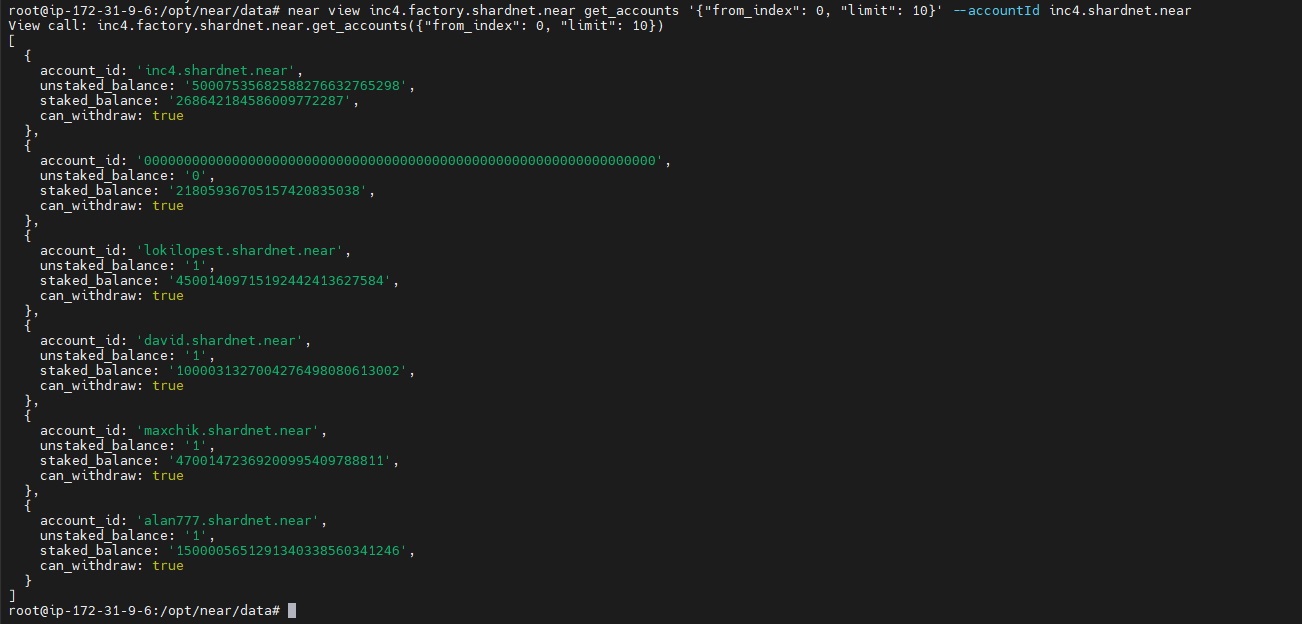 root@ip-172-31-9-6:/opt/near/data# near view inc4.factory.shardnet.near get_accounts '{"from_index": 0, "limit": 10}' --accountId inc4.shardnet.near
View call: inc4.factory.shardnet.near.get_accounts({"from_index": 0, "limit": 10})
[
  {
    account_id: 'inc4.shardnet.near',
    unstaked_balance: '50007535682588276632765298',
    staked_balance: '268642184586009772287',
    can_withdraw: true
  },
  {
    account_id: '0000000000000000000000000000000000000000000000000000000000000000',
    unstaked_balance: '0',
    staked_balance: '21805936705157420835038',
    can_withdraw: true
  },
  {
    account_id: 'lokilopest.shardnet.near',
    unstaked_balance: '1',
    staked_balance: '45001409715192442413627584',
    can_withdraw: true
  },
  {
    account_id: 'david.shardnet.near',
    unstaked_balance: '1',
    staked_balance: '1000031327004276498080613002',
    can_withdraw: true
  },
  {
    account_id: 'maxchik.shardnet.near',
    unstaked_balance: '1',
    staked_balance: '47001472369200995409788811',
    can_withdraw: true
  },
  {
    account_id: 'alan777.shardnet.near',
    unstaked_balance: '1',
    staked_balance: '1500005651291340338560341246',
    can_withdraw: true
  }
]
root@ip-172-31-9-6:/opt/near/data#